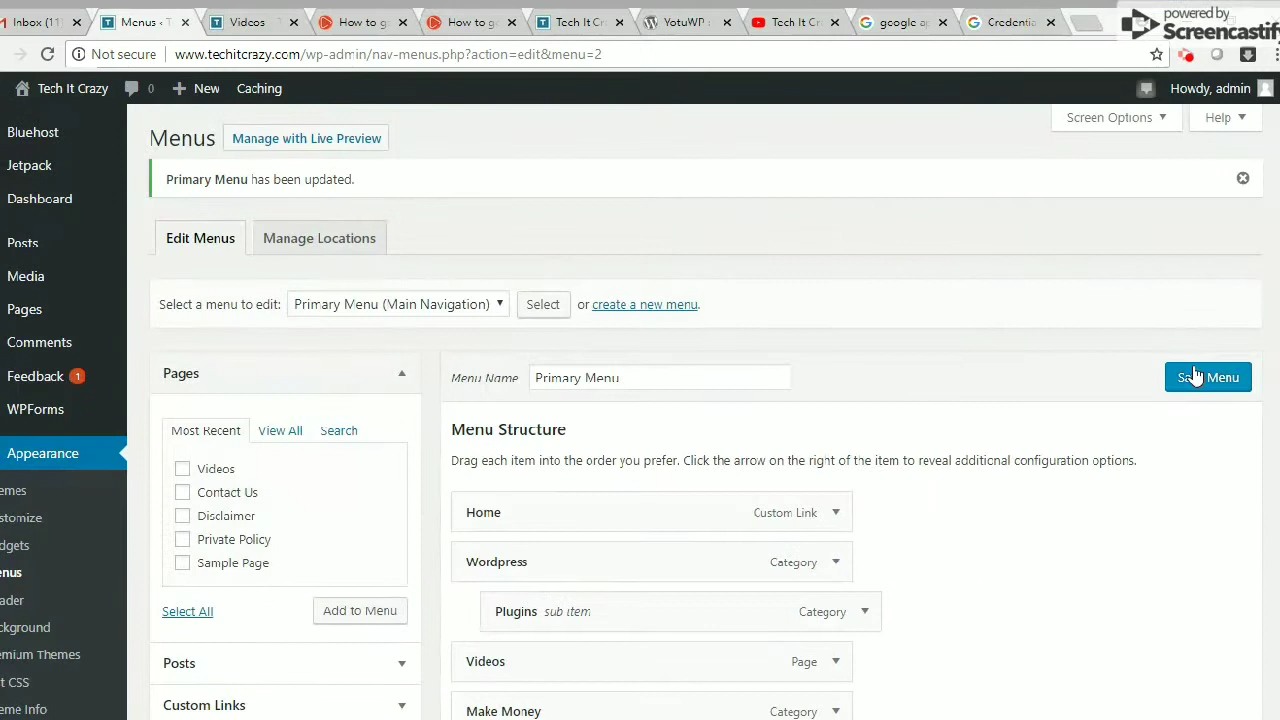 Inbox (11
Menus ‹ T
Videos
How to g
How to g
Tech It Cr
YotuWP
Tech It
google a
Credenti
powered by
Screencastify
Not secure
www.techitcrazy.com/wp-admin/nav-menus.php?
Tech It Crazy
0
New
Caching
Howdy, admin
Bluehost
Jetpack
Dashboard
Posts
Media
Pages
Comments
Feedback 1
WPForms
Appearance
emes
stomize
dgets
enus
ader
ckground
emium Themes
t CSS
eme Info
Menus
Manage with Live Preview
Screen Options
Help
Primary Menu has been updated.
Edit Menus
Manage Locations
Select a menu to edit: Primary Menu (Main Navigation) Select or create a new menu.
Pages
Most Recent View All Search
Videos
Contact Us
Disclaimer
Private Policy
Sample Page
Select All
Add to Menu
Posts
Custom Links
Menu Name Primary Menu
Menu
Menu Structure
Drag each item into the order you prefer. Click the arrow on the right of the item to reveal additional configuration options.
Home Custom Link
Wordpress Category
Plugins sub item Category
Videos Page
Make Money Category